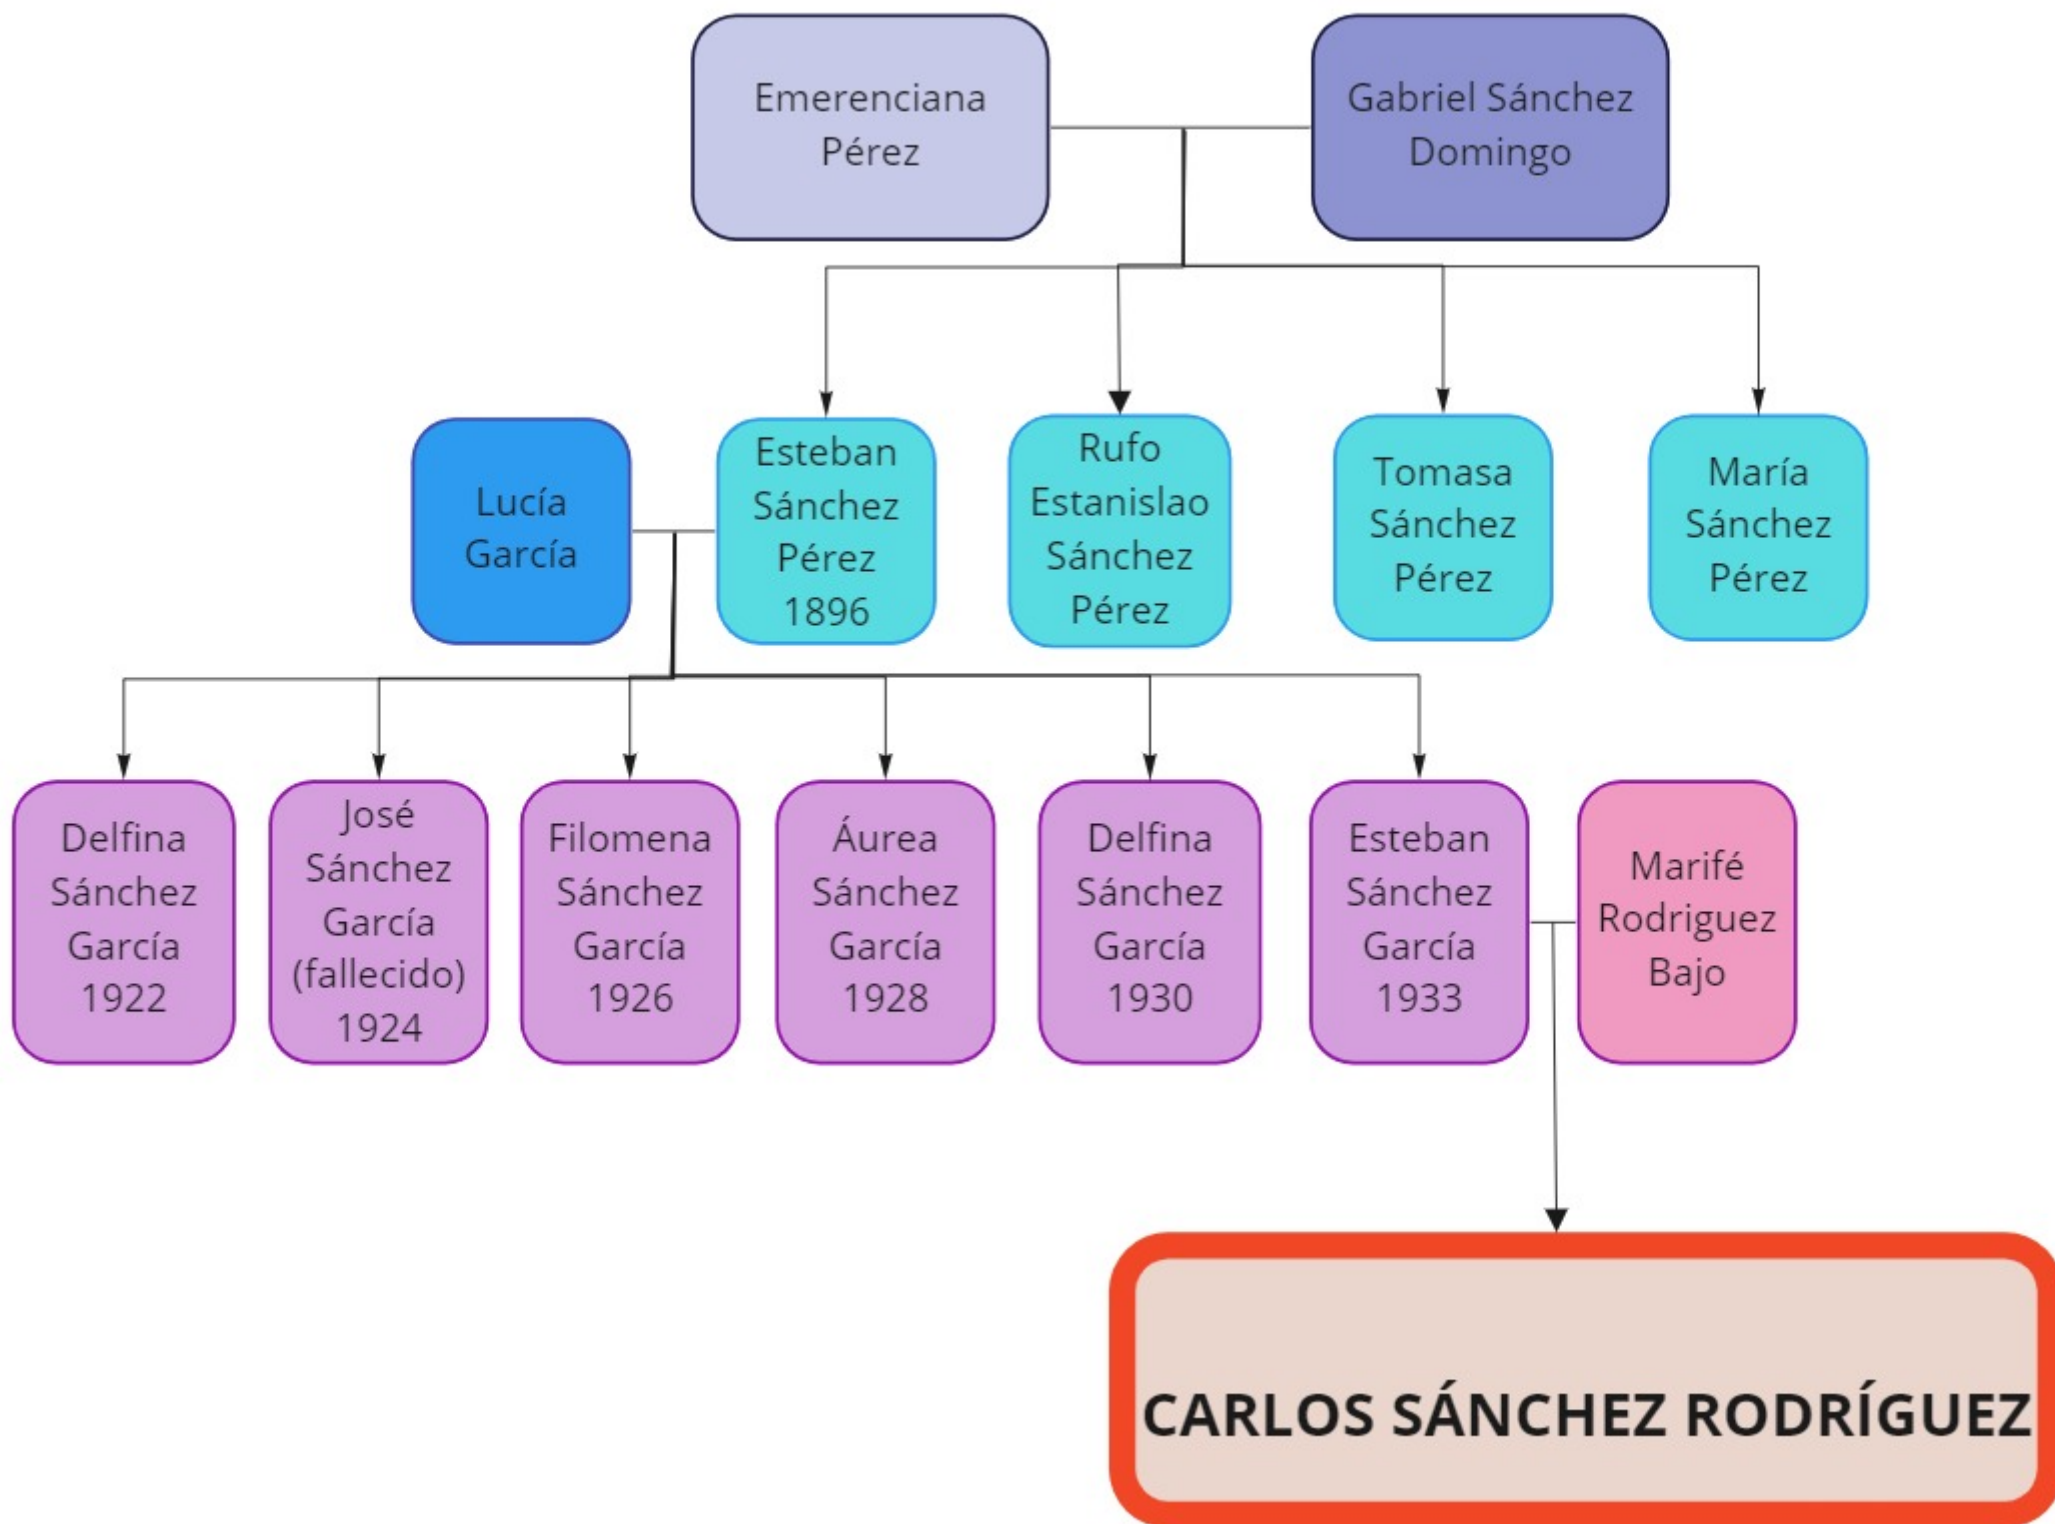 Emerenciana
Pérez
Gabriel Sánchez
Domingo
Lucía
García
Esteban
Sánchez
Pérez
1896
Rufo
Estanislao
Sánchez
Pérez
Tomasa
Sánchez
Pérez
María
Sánchez
Pérez
Delfina
Sánchez
García
1922
José
Sánchez
García
(fallecido)
1924
Filomena
Sánchez
García
1926
Áurea
Sánchez
García
1928
Delfina
Sánchez
García
1930
Esteban
Sánchez
García
1933
Marifé
Rodriguez
Bajo
CARLOS SÁNCHEZ RODRÍGUEZ